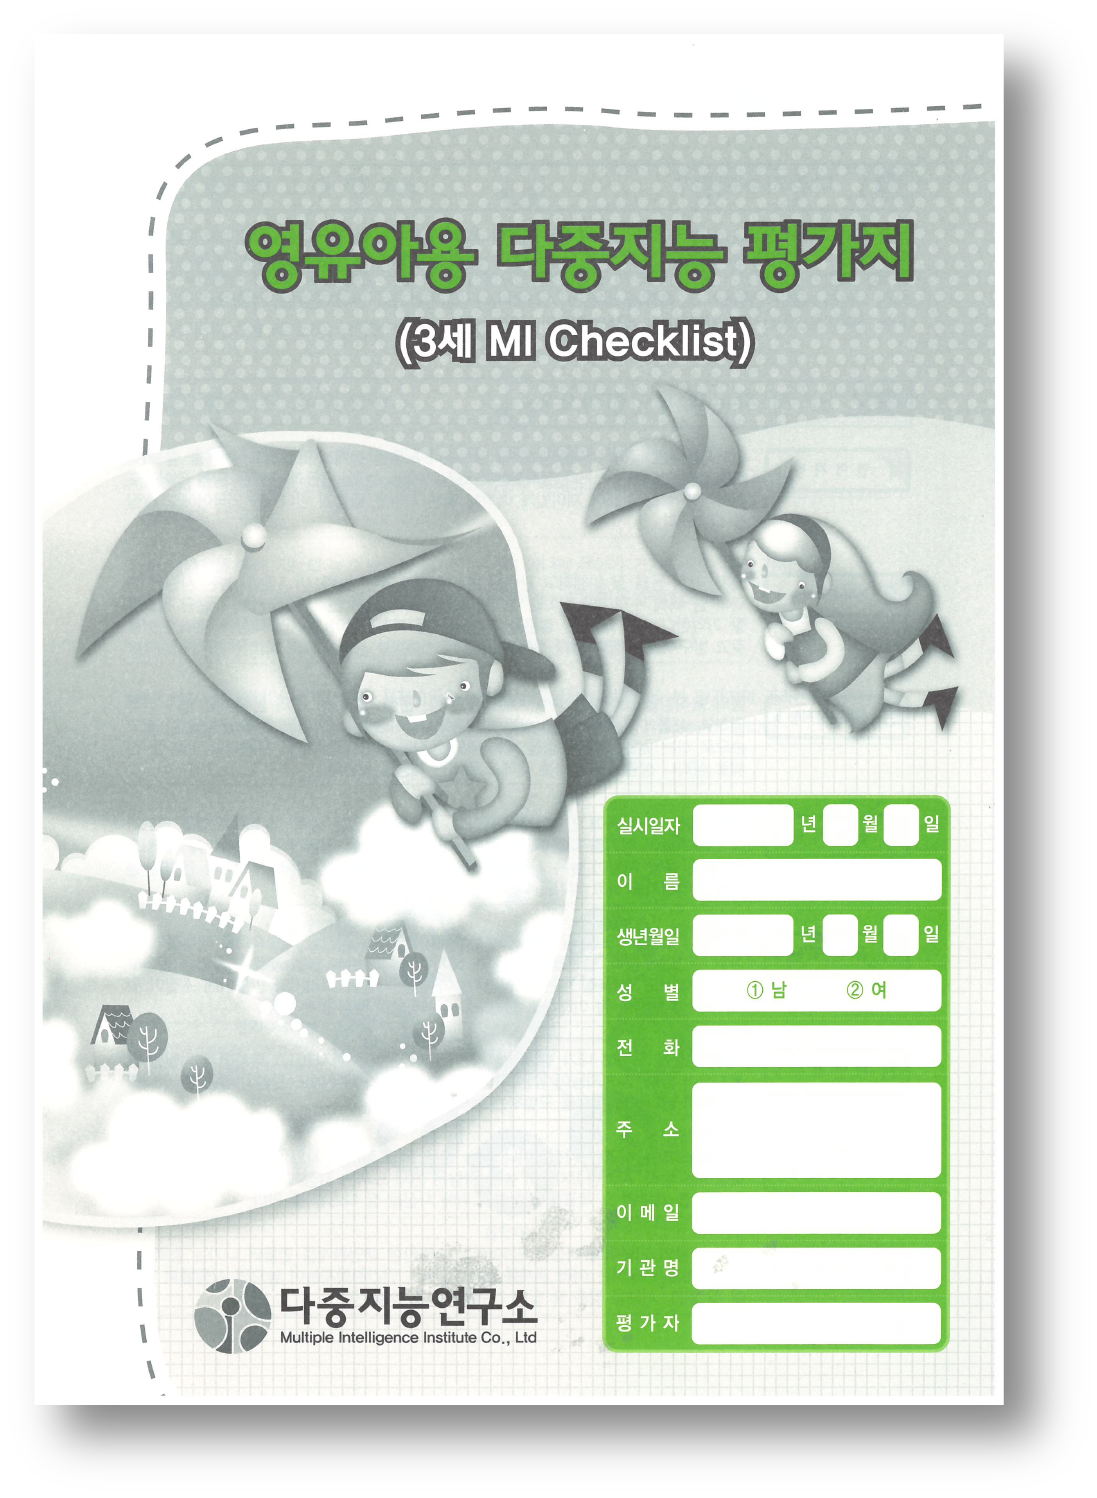 영유아용 다중지능 평가지
(3세 MI Checklist)
실시일자 년 월 일
이 름
생년월일 년 월 일
성 별 ① 남 ② 여
전 화
주 소
이 메 일
기 관 명
평 가 자
다중지능연구소
Multiple Intelligence Institute Co., Ltd